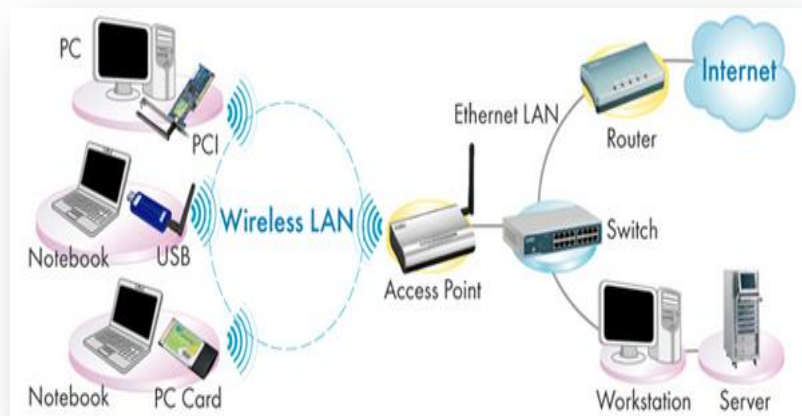 PC
PCI
Notebook
USB
Notebook
PC Card
Wireless LAN
Access Point
Ethernet LAN
Router
Internet
Switch
Workstation
Server